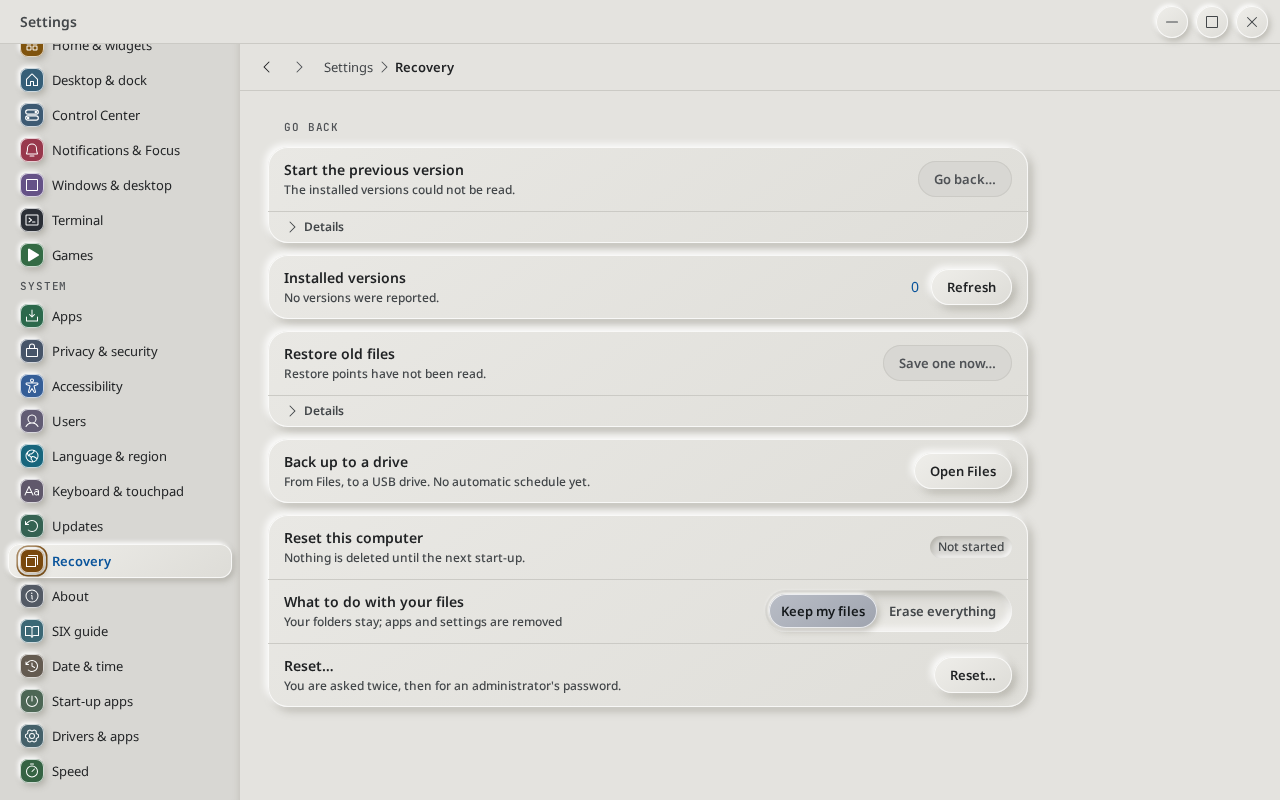 Settings
Home & widgets
Desktop & dock
Control Center
Notifications & Focus
Windows & desktop
Terminal
Games
SYSTEM
Apps
Privacy & security
Accessibility
Users
Language & region
Aa
Keyboard & touchpad
Updates
Recovery
About
SIX guide
Date & time
Start-up apps
Drivers & apps
Speed
Settings
Recovery
GO BACK
Start the previous version
The installed versions could not be read.
Go back...
Details
Installed versions
No versions were reported.
0
Refresh
Restore old files
Restore points have not been read.
Save one now...
Details
Back up to a drive
From Files, to a USB drive. No automatic schedule yet.
Open Files
Reset this computer
Nothing is deleted until the next start-up.
Not started
What to do with your files
Your folders stay; apps and settings are removed
Keep my files
Erase everything
Reset...
You are asked twice, then for an administrator's password.
Reset...